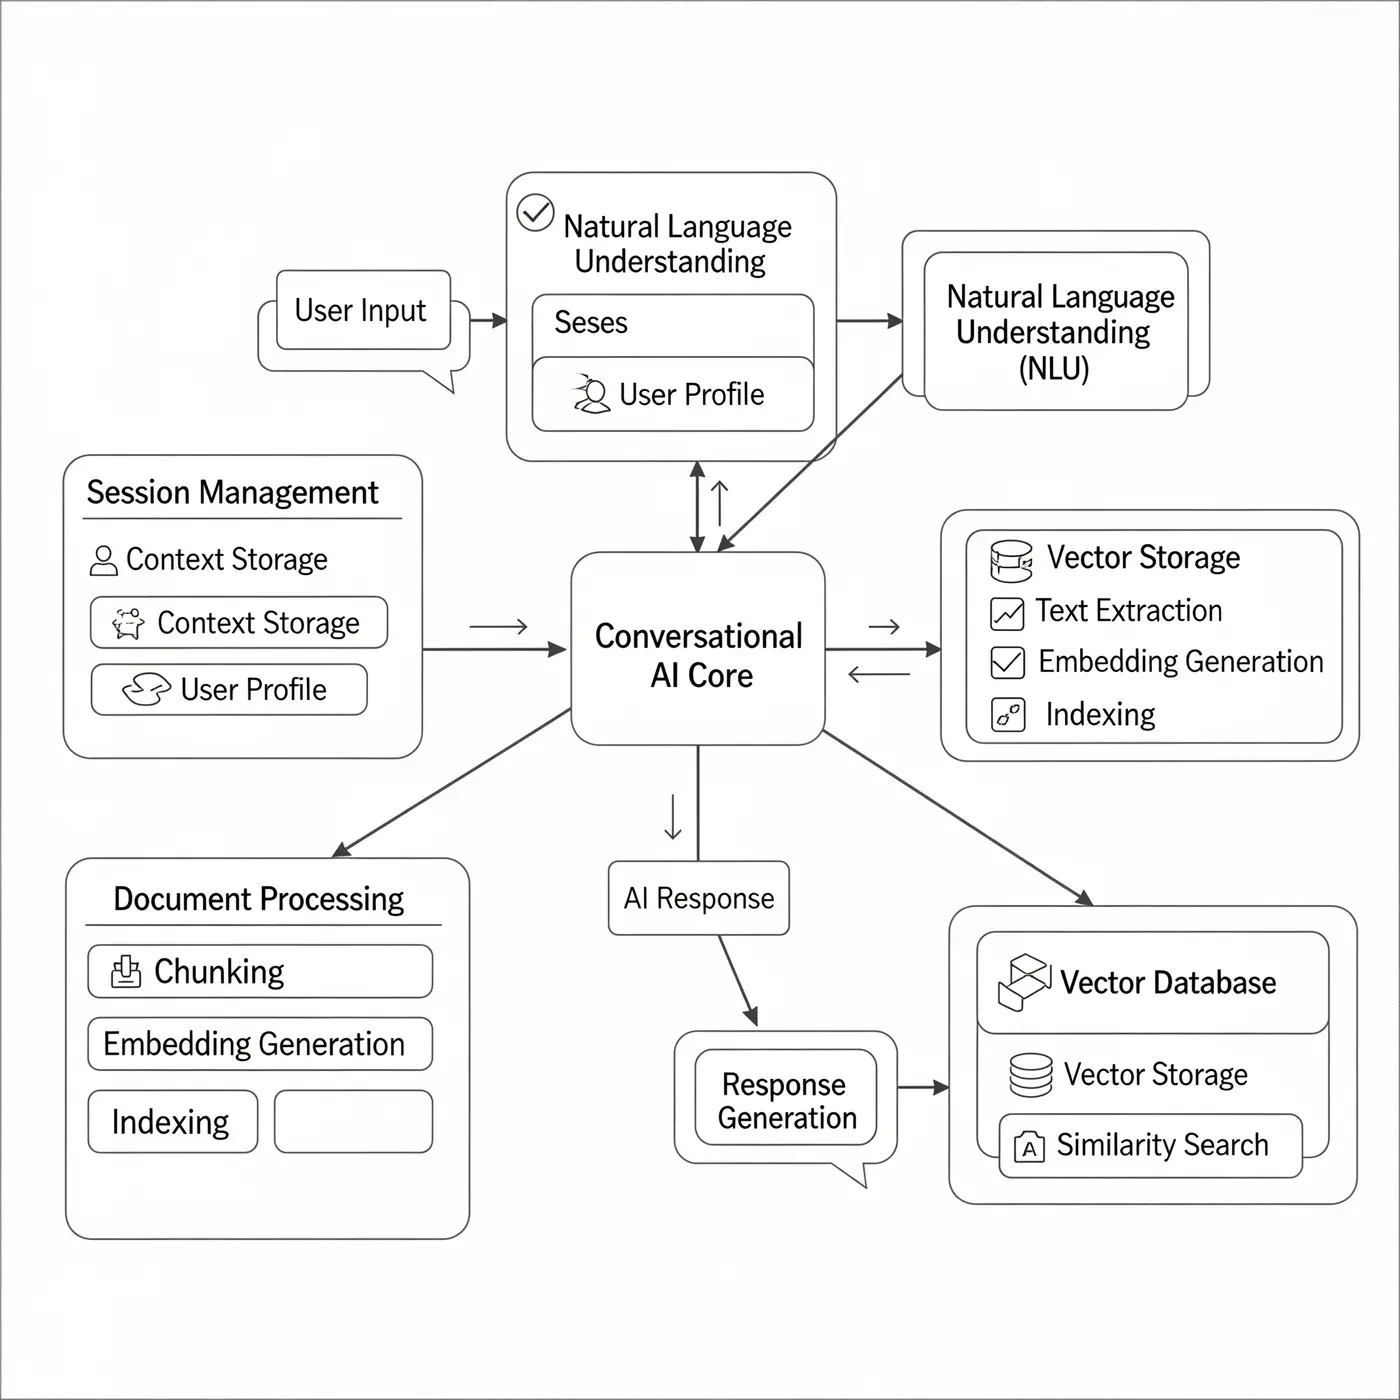 Natural Language
Understanding
User Input
Seses
User Profile
Natural Language
Understanding
(NLU)
Session Management
Context Storage
Context Storage
User Profile
Conversational
AI Core
Vector Storage
Text Extraction
Embedding Generation
Indexing
Document Processing
Chunking
Embedding Generation
Indexing
AI Response
Response
Generation
Vector Database
Vector Storage
A
Similarity Search